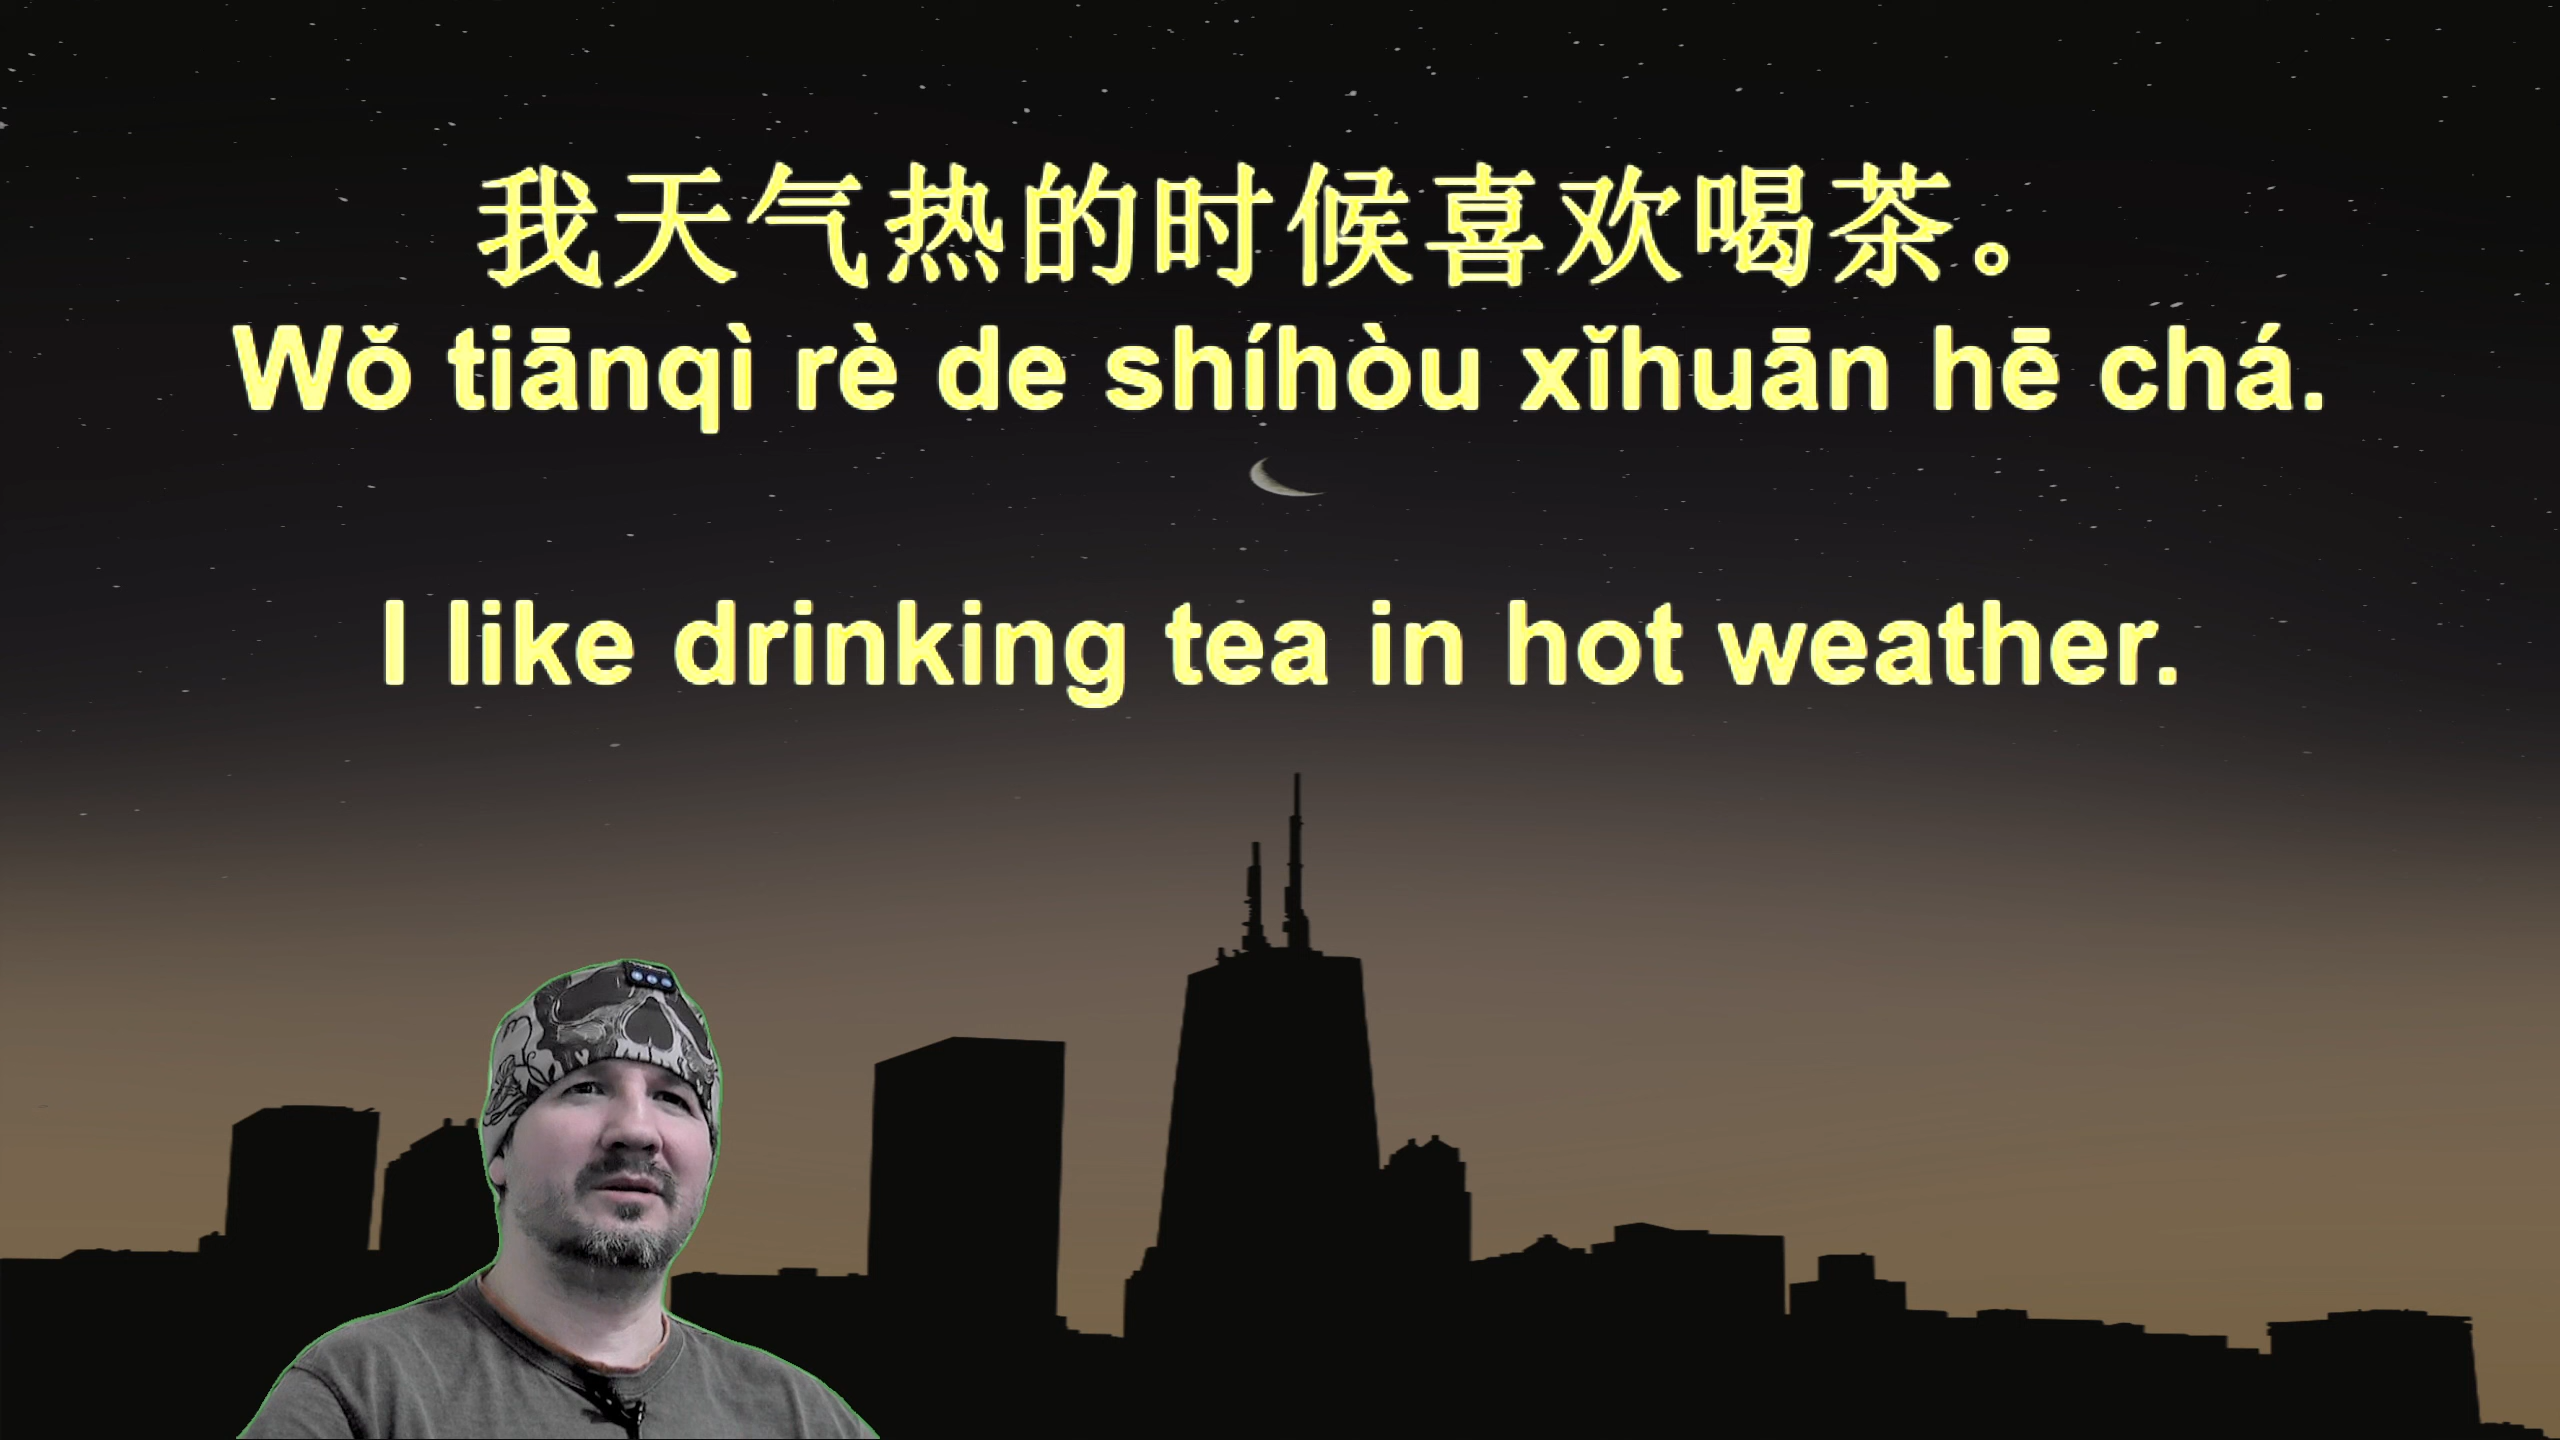 我天气热的时候喜欢喝茶。
Wǒ tiānqì rè de shíhòu xǐhuān hē chá.
I like drinking tea in hot weather.